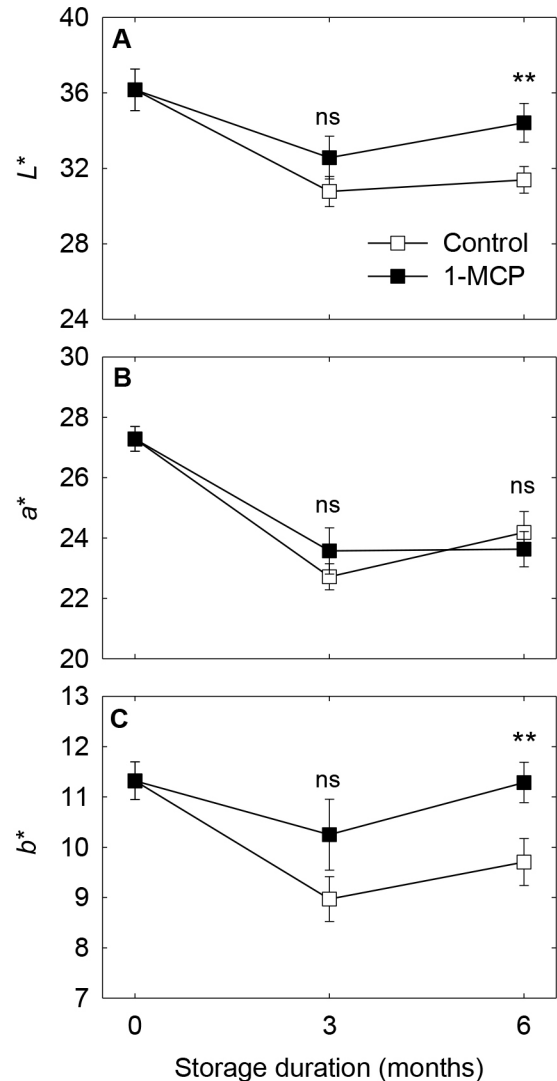 40
A
36
**
ns
L*
32
Control
28
1-MCP
24
30
B
28
26
ns
ns
a*
24
22
20
13
C
12
**
ns
11
b*
10
9
8
7
0 3 6
Storage duration (months)